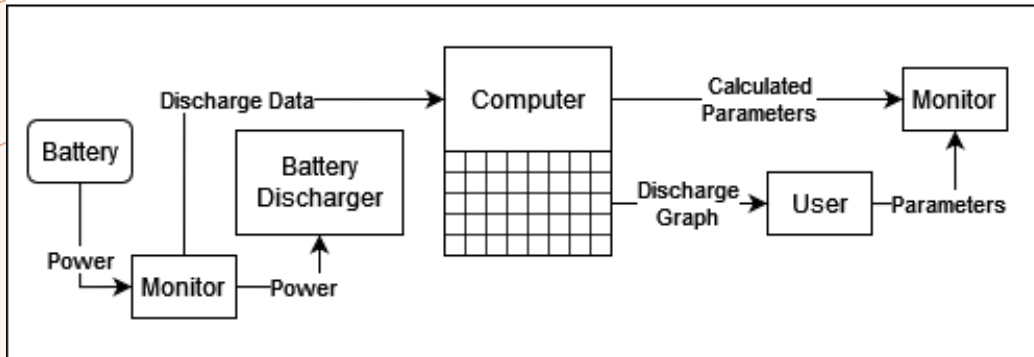 Discharge Data
Computer
Calculated
Parameters
Monitor
Battery
Battery
Discharger
Discharge
Graph
User
Parameters
Power
Monitor
Power